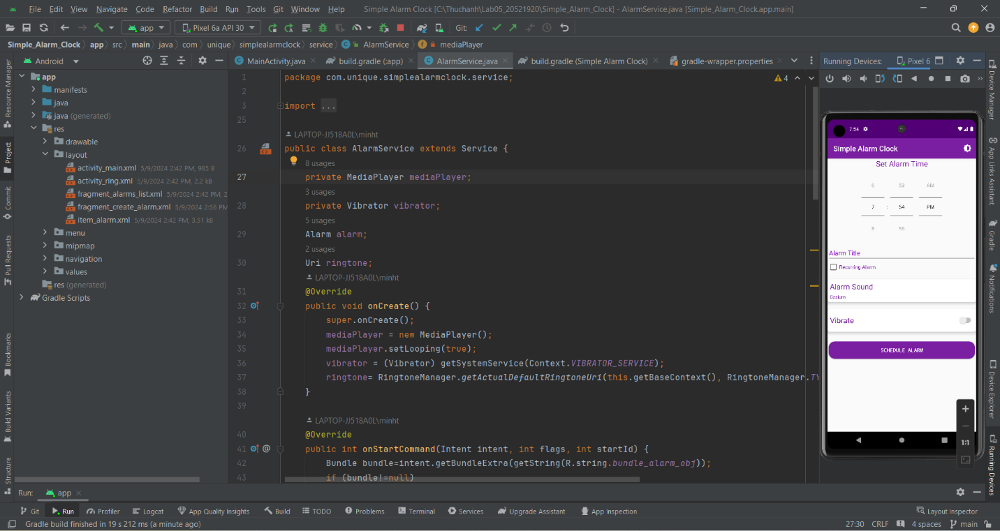 File Edit View Navigate Code Refactor Build Run Tools Git Window Help Simple Alarm Clock [C:\Thuchanh\Lab05_20521920\Simple_Alarm_Clock] - AlarmService.java [Simple_Alarm_Clock.app.main]
app Pixel 6a API 30 Git:
Simple_Alarm_Clock app src main java com unique simplealarmclock service AlarmService mediaPlayer
Android MainActivity.java build.gradle (:app) AlarmService.java build.gradle (Simple Alarm Clock) gradle-wrapper.properties Running Devices: Pixel 6
Resource Manager
Project
Commit
Pull Requests
Bookmarks
Build Variants
Structure
app
manifests
java
java (generated)
res
drawable
layout
activity_main.xml 5/9/2024 2:42 PM, 985 B
activity_ring.xml 5/9/2024 2:42 PM, 2.2 kB
fragment_alarms_list.xml 5/9/2024 2:42 PM, 2
fragment_create_alarm.xml 5/9/2024 2:56 PM
item_alarm.xml 5/9/2024 2:42 PM, 3.51 kB
menu
mipmap
navigation
values
res (generated)
Gradle Scripts
1 package com.unique.simplealarmclock.service; 4
2
3 import ...
25
LAPTOP-JJ518A0L\minht
26 public class AlarmService extends Service {
8 usages
27 private MediaPlayer mediaPlayer;
3 usages
28 private Vibrator vibrator;
5 usages
29 Alarm alarm;
2 usages
30 Uri ringtone;
LAPTOP-JJ518A0L\minht
31 @Override
32 public void onCreate() {
33 super.onCreate();
34 mediaPlayer = new MediaPlayer();
35 mediaPlayer.setLooping(true);
36 vibrator = (Vibrator) getSystemService(Context.VIBRATOR_SERVICE);
37 ringtone= RingtoneManager.getActualDefaultRingtoneUri(this.getBaseContext(), RingtoneManager.TY
38 }
39
LAPTOP-JJ518A0L\minht
40 @Override
41 @ public int onStartCommand(Intent intent, int flags, int startId) {
42 Bundle bundle=intent.getBundleExtra(getString(R.string.bundle_alarm_obj));
43 if (bundle!=null)
7:54
Simple Alarm Clock
Set Alarm Time
6 53 AM
7 : 54 PM
8 55
Alarm Title
Recurring Alarm
Alarm Sound
Cesium
Vibrate
SCHEDULE ALARM
1:1
Device Manager
App Links Assistant
Gradle
Notifications
Device Explorer
Running Devices
Run: app
Git Run Profiler Logcat App Quality Insights Build TODO Problems Terminal Services Upgrade Assistant App Inspection Layout Inspector
Gradle build finished in 19 s 212 ms (a minute ago) 27:30 CRLF 4 spaces main